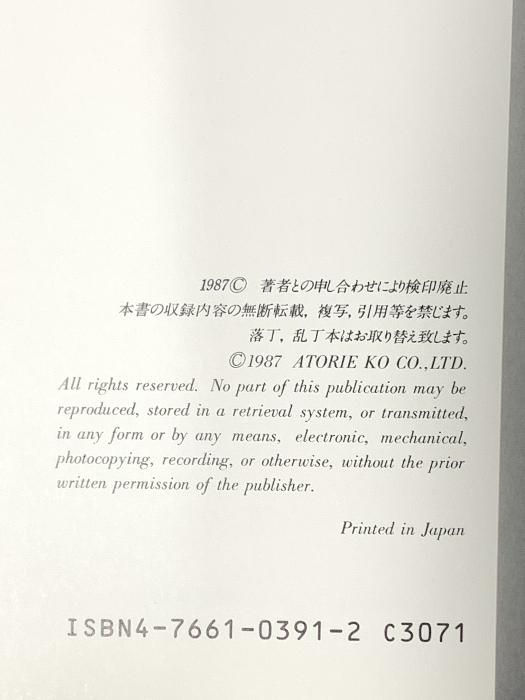 1987© 著者との申し合わせにより検印廃止
本書の収録内容の無断転載，複写，引用等を禁じます。
落丁，乱丁本はお取り替え致します。
©1987 ATORIE KO CO.,LTD.
All rights reserved. No part of this publication may be
reproduced, stored in a retrieval system, or transmitted,
in any form or by any means, electronic, mechanical,
photocopying, recording, or otherwise, without the prior
written permission of the publisher.
Printed in Japan
ISBN4-7661-0391-2 C3071